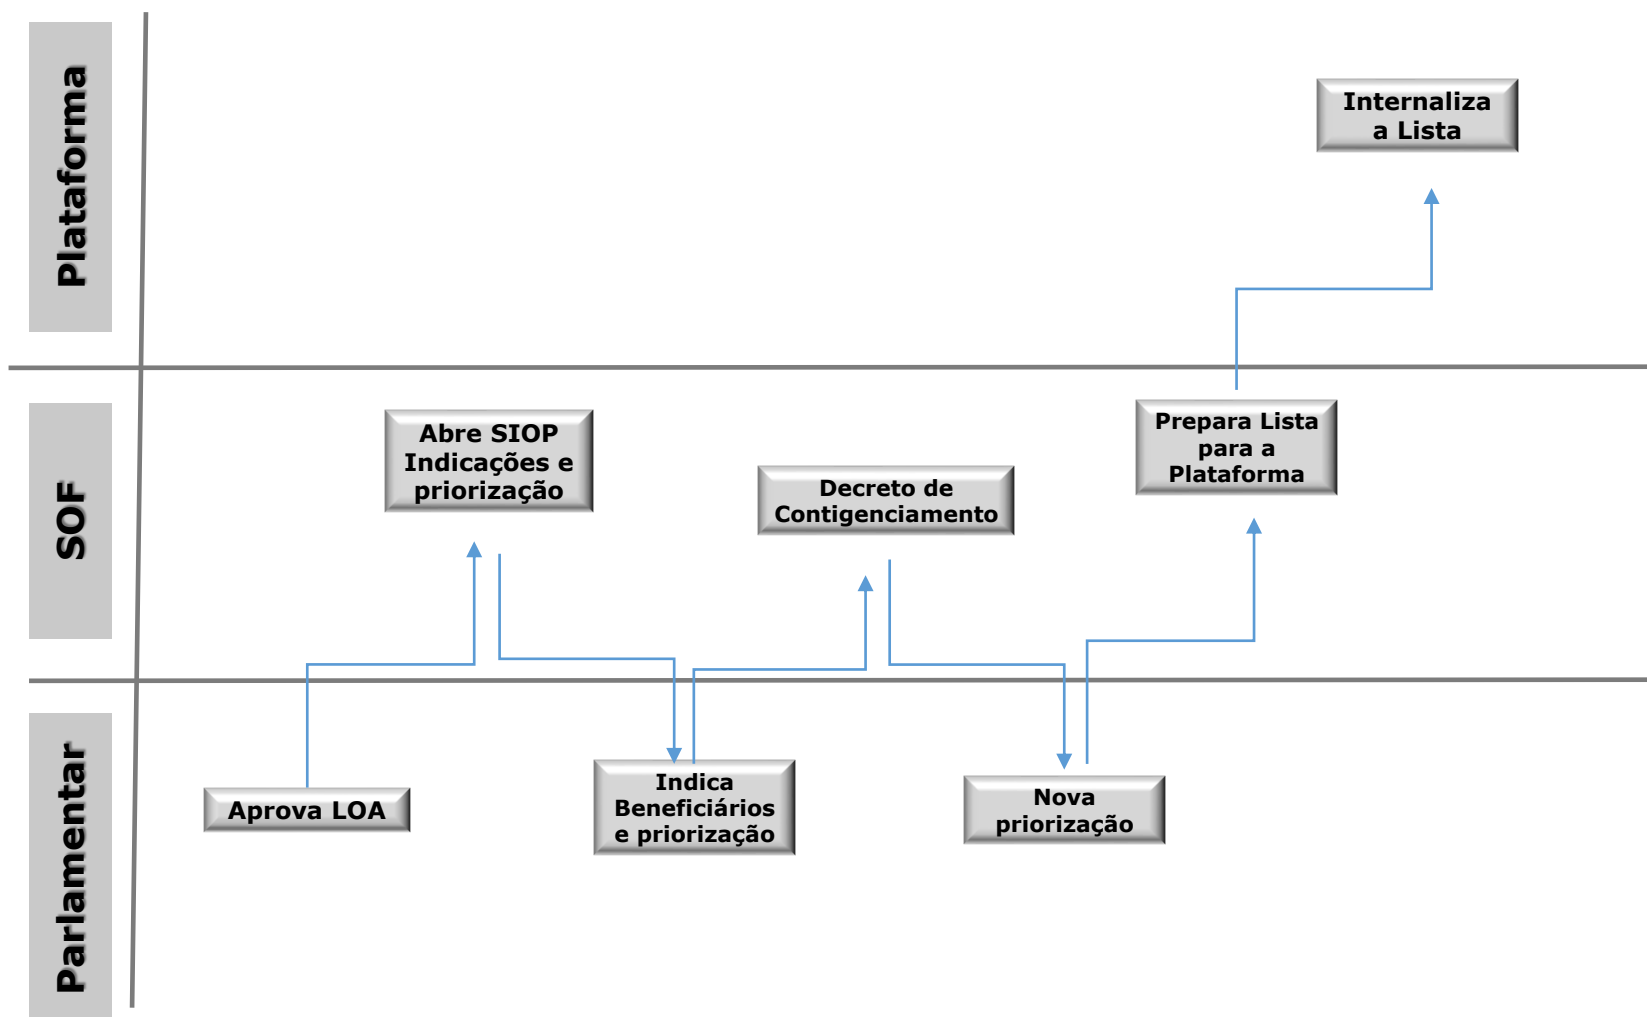 Plataforma
Internaliza
a Lista
SOF
Abre SIOP
Indicações e
priorização
Decreto de
Contigenciamento
Prepara Lista
para a
Plataforma
Parlamentar
Aprova LOA
Indica
Beneficiários
e priorização
Nova
priorização